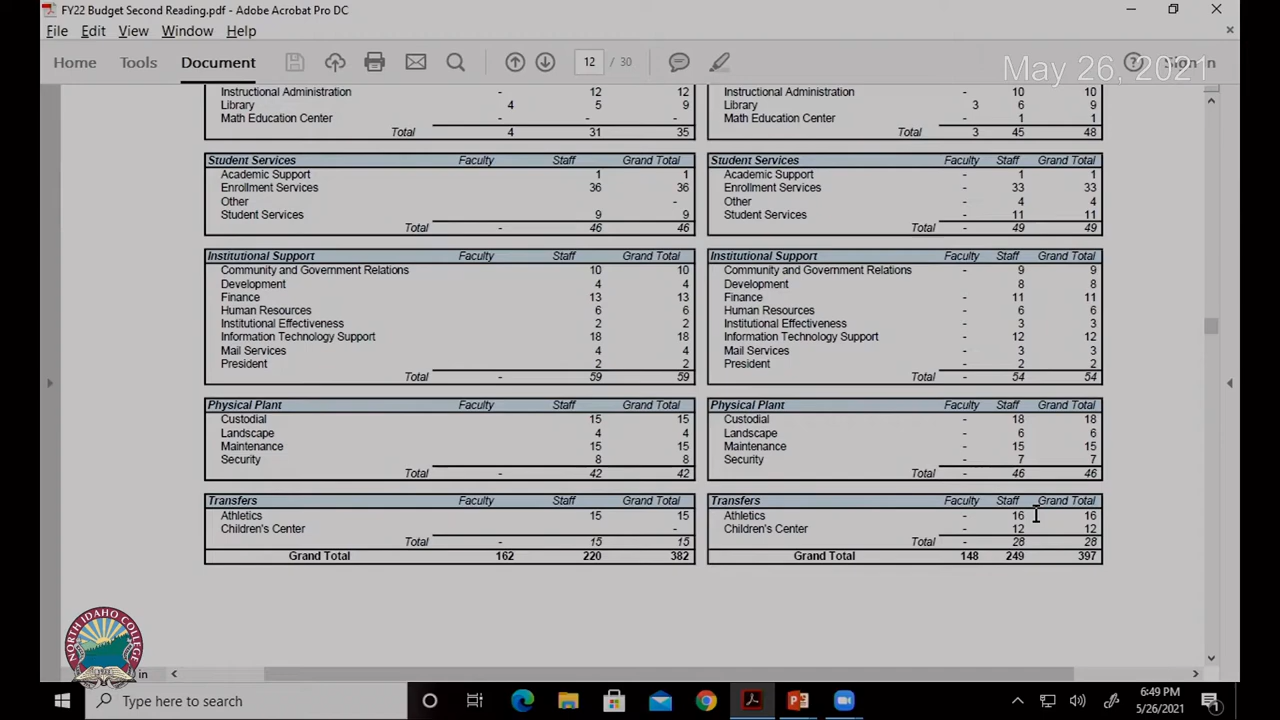 FY22 Budget Second Reading.pdf - Adobe Acrobat Pro DC
File Edit View Window Help
Home Tools Document 12 / 30 Sign In
May 26, 2021
Instructional Administration - 12 12 Instructional Administration - 10 10
Library 4 5 9 Library 3 6 9
Math Education Center - - - Math Education Center - 1 1
Total 4 31 35 Total 3 45 48
Student Services Faculty Staff Grand Total Student Services Faculty Staff Grand Total
Academic Support 1 1 Academic Support - 1 1
Enrollment Services 36 36 Enrollment Services - 33 33
Other - Other - 4 4
Student Services 9 9 Student Services - 11 11
Total - 46 46 Total - 49 49
Institutional Support Faculty Staff Grand Total Institutional Support Faculty Staff Grand Total
Community and Government Relations 10 10 Community and Government Relations - 9 9
Development 4 4 Development 8 8
Finance 13 13 Finance - 11 11
Human Resources 6 6 Human Resources - 6 6
Institutional Effectiveness 2 2 Institutional Effectiveness - 3 3
Information Technology Support 18 18 Information Technology Support - 12 12
Mail Services 4 4 Mail Services - 3 3
President 2 2 President - 2 2
Total - 59 59 Total - 54 54
Physical Plant Faculty Staff Grand Total Physical Plant Faculty Staff Grand Total
Custodial 15 15 Custodial - 18 18
Landscape 4 4 Landscape - 6 6
Maintenance 15 15 Maintenance - 15 15
Security 8 8 Security - 7 7
Total - 42 42 Total - 46 46
Transfers Faculty Staff Grand Total Transfers Faculty Staff Grand Total
Athletics 15 15 Athletics - 16 16
Children's Center - Children's Center - 12 12
Total - 15 15 Total - 28 28
Grand Total 162 220 382 Grand Total 148 249 397
NORTH IDAHO COLLEGE
in
Type here to search
6:49 PM
5/26/2021
1